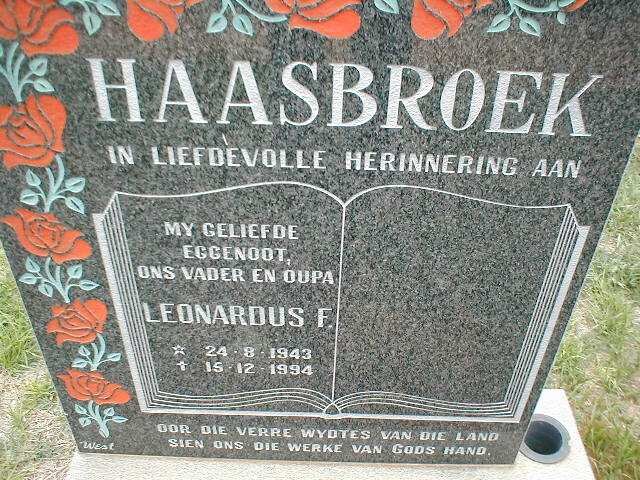 HAASBROEK
IN LIEFDEVOLLE HERINNERING AAN
MY GELIEFDE
EGGENOOT,
ONS VADER EN OUPA
LEONARDUS F.
☆ 24-8-1943
† 15-12-1994
OOR DIE VERRE WYDTES VAN DIE LAND
SIEN ONS DIE WERKE VAN GODS HAND.
West